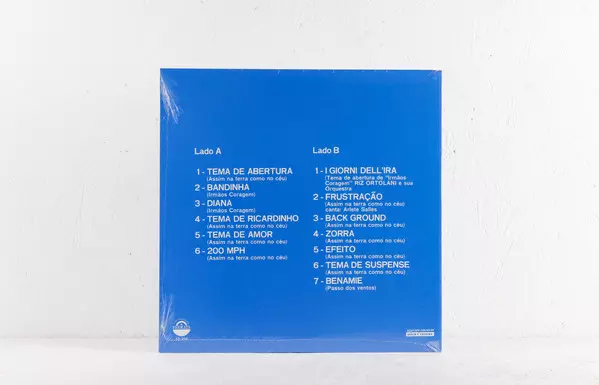 Lado A
1 - TEMA DE ABERTURA
(Assim na terra como no céu)
2 - BANDINHA
(Irmãos Coragem)
3 - DIANA
(Irmãos Coragem)
4 - TEMA DE RICARDINHO
(Assim na terra como no céu)
5 - TEMA DE AMOR
(Assim na terra como no céu)
6 - 200 MPH
(Assim na terra como no céu)
Lado B
1 - I GIORNI DELL'IRA
(Tema de abertura de "Irmãos
Coragem" RIZ ORTOLANI e sua
Orquestra
2 - FRUSTRAÇÃO
(Assim na terra como no céu)
canta: Ariete Salles
3 - BACK GROUND
(Assim na terra como no céu)
4 - ZORRA
(Assim na terra como no céu)
5 - EFEITO
(Assim na terra como no céu)
6 - TEMA DE SUSPENSE
(Assim na terra como no céu)
7 - BENAMIE
(Passo dos ventos)